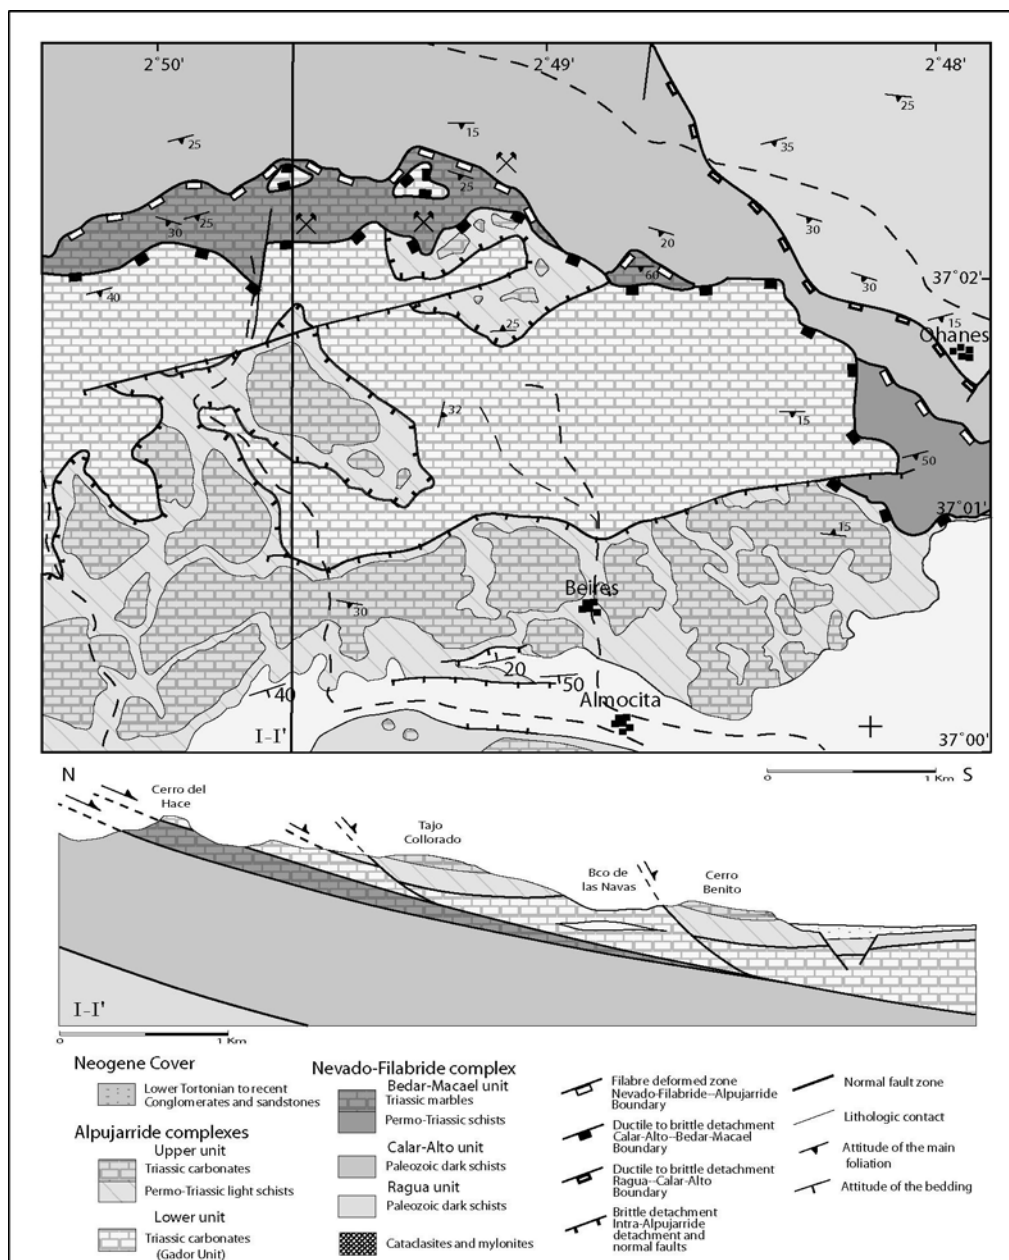 2°50'
2°49'
2°48'
25
15
25
35
25
30
25
30
20
60
30
37°02'
40
15
Ohanes
25
32
15
50
37°01'
15
Beires
30
20
50
40
Almocita
I-I'
37°00'
0
1 Km
N
S
Cerro del
Hace
Tajo
Collorado
Bco de
las Navas
Cerro
Benito
I-I'
0
1 Km
Neogene Cover
Lower Tortonian to recent
Conglomerates and sandstones
Alpujarride complexes
Upper unit
Triassic carbonates
Permo-Triassic light schists
Lower unit
Triassic carbonates
(Gador Unit)
Nevado-Filabride complex
Bedar-Macael unit
Triassic marbles
Permo-Triassic schists
Calar-Alto unit
Paleozoic dark schists
Ragua unit
Paleozoic dark schists
Cataclasites and mylonites
Filabre deformed zone
Nevado-Filabride--Alpujarride
Boundary
Ductile to brittle detachment
Calar-Alto--Bedar-Macael
Boundary
Ductile to brittle detachment
Ragua--Calar-Alto
Boundary
Brittle detachment
Intra-Alpujarride
detachment and
normal faults
Normal fault zone
Lithologic contact
Attitude of the main
foliation
Attitude of the bedding